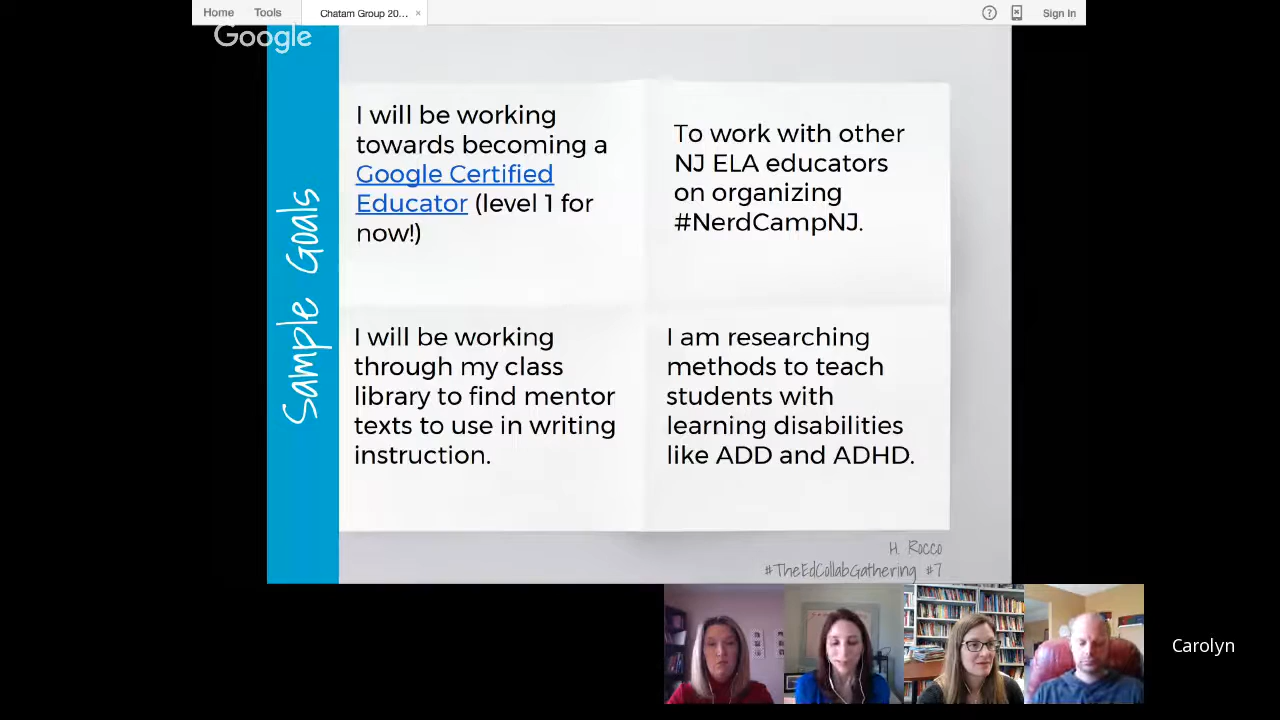 Home Tools Chatam Group 20... × ? Sign In
Google
Sample Goals
I will be working
towards becoming a
Google Certified
Educator (level 1 for
now!)
To work with other
NJ ELA educators
on organizing
#NerdCampNJ.
I will be working
through my class
library to find mentor
texts to use in writing
instruction.
I am researching
methods to teach
students with
learning disabilities
like ADD and ADHD.
H. Rocco
#TheEdCollabGathering #7
Carolyn